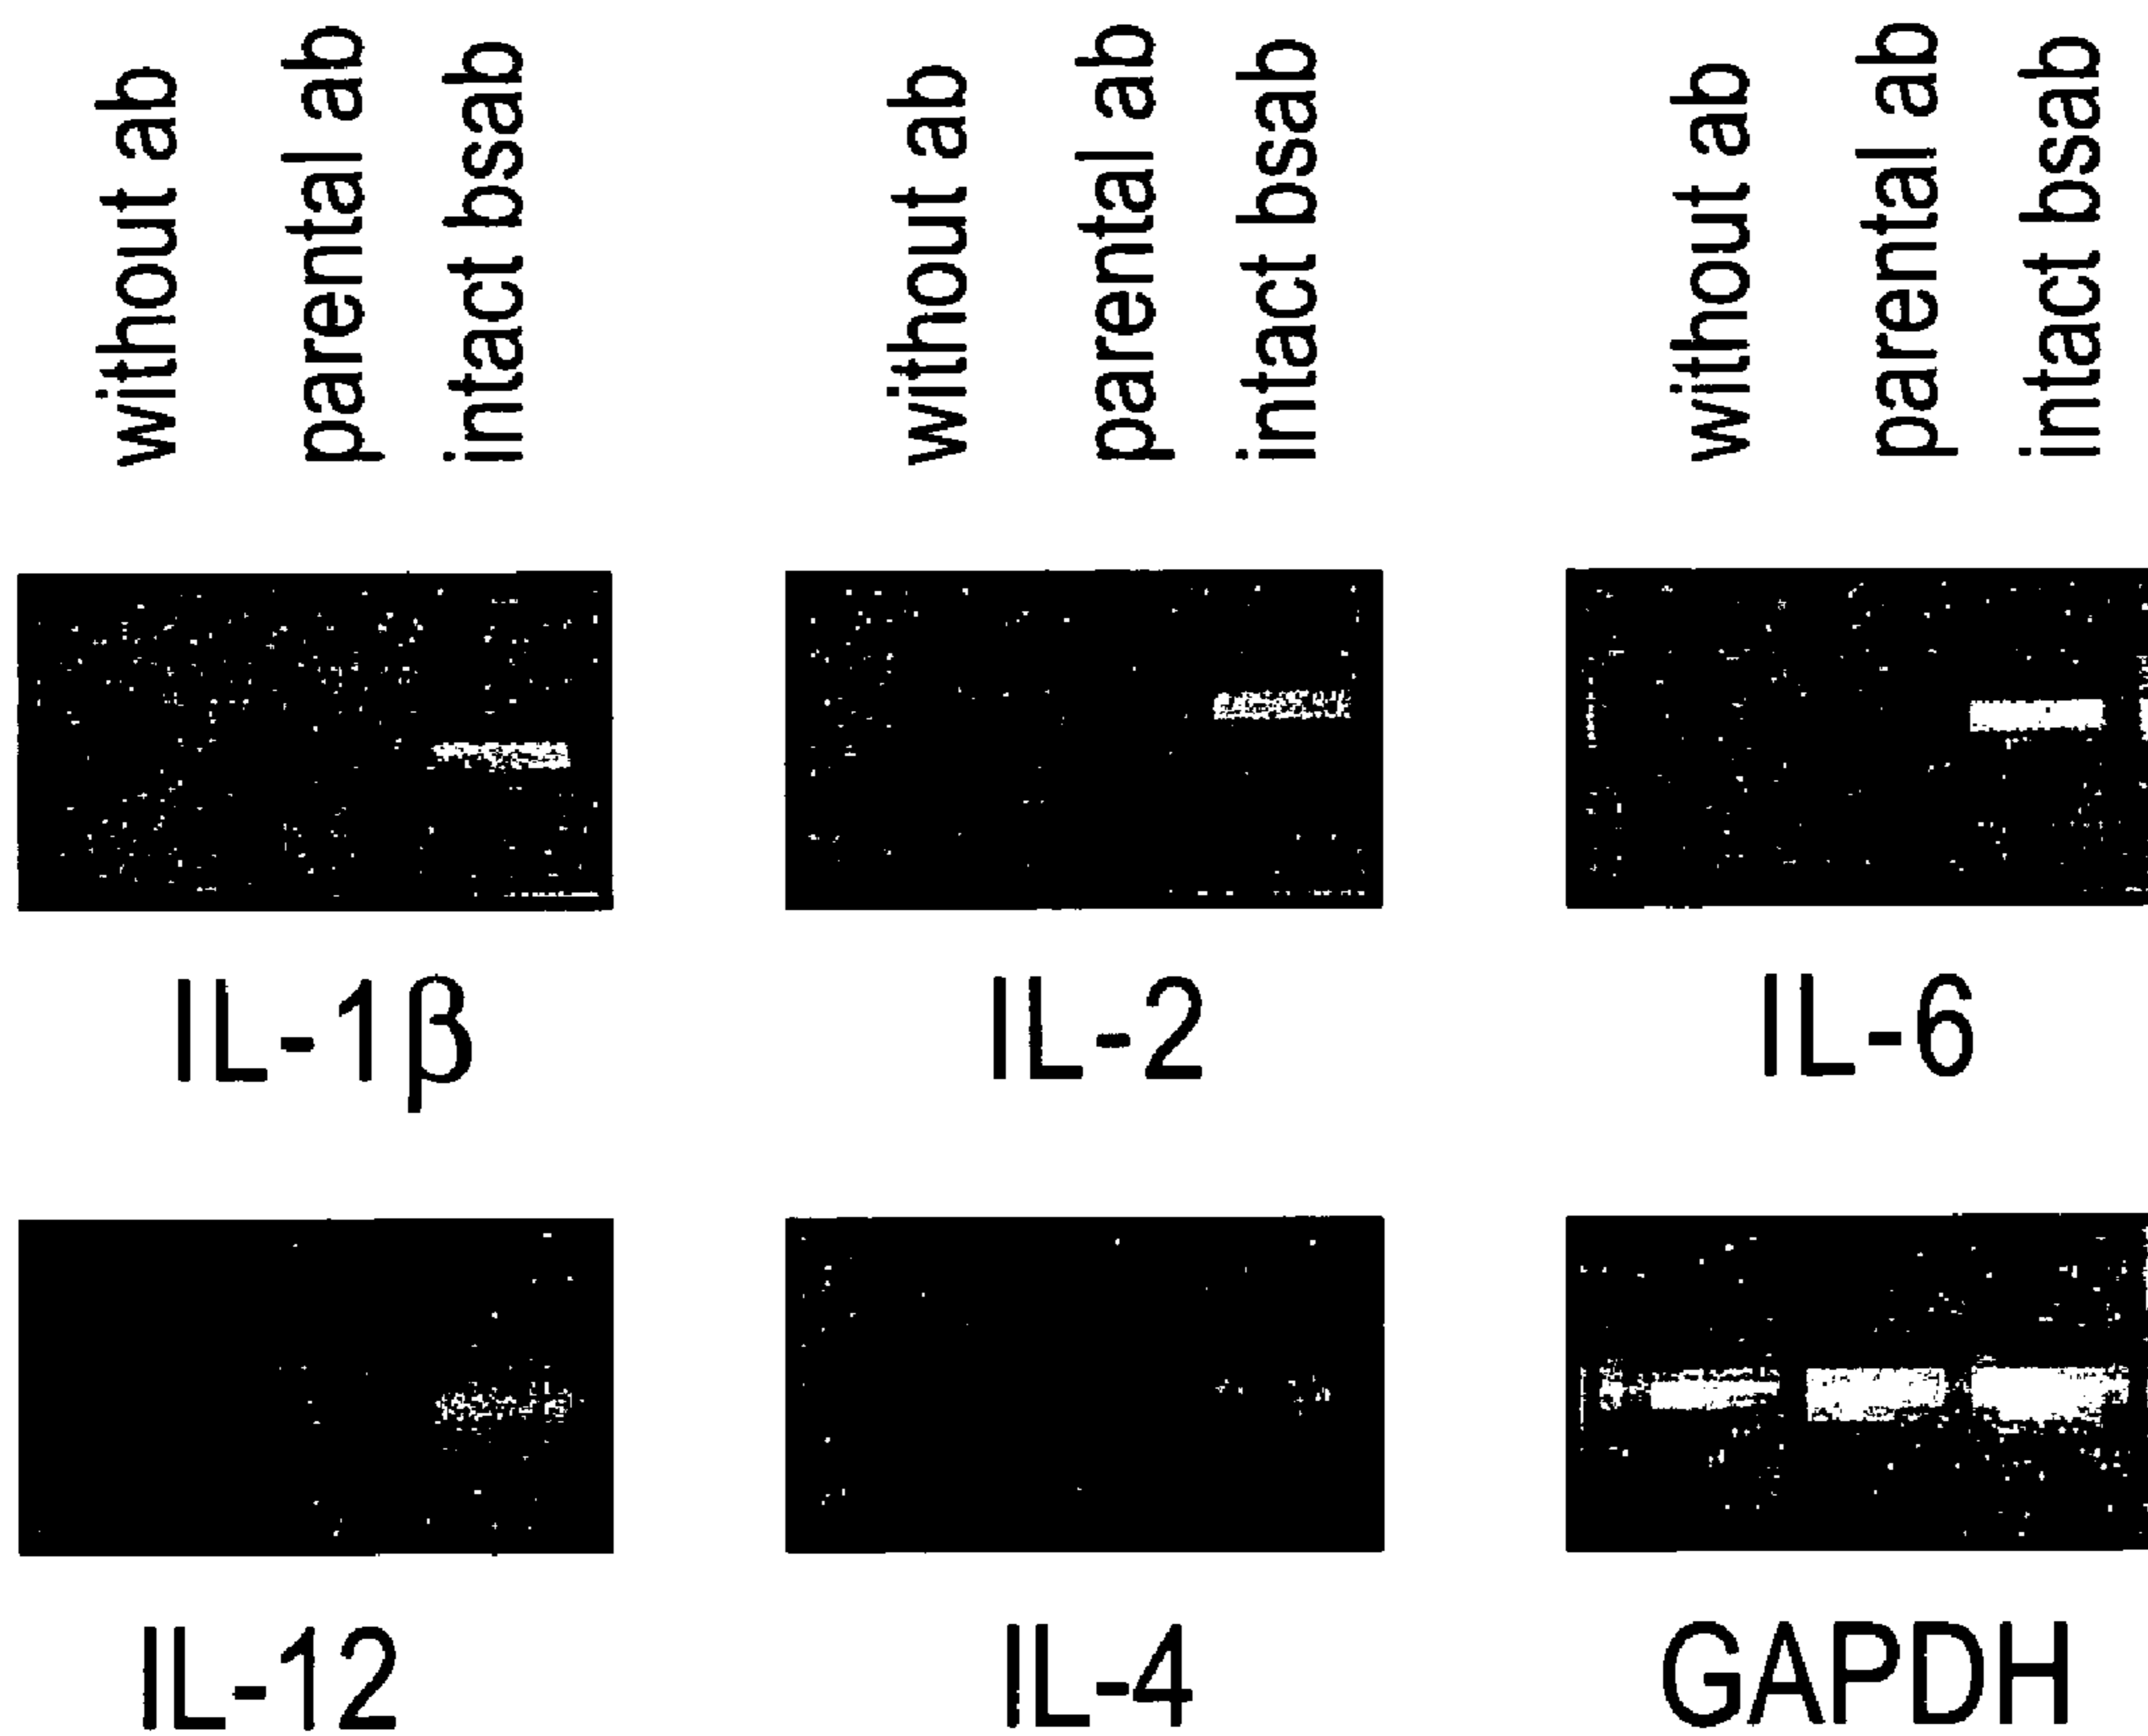 without ab
parental ab
intact bsab
without ab
parental ab
intact bsab
without ab
parental ab
intact bsab
IL-1β
IL-2
IL-6
IL-12
IL-4
GAPDH